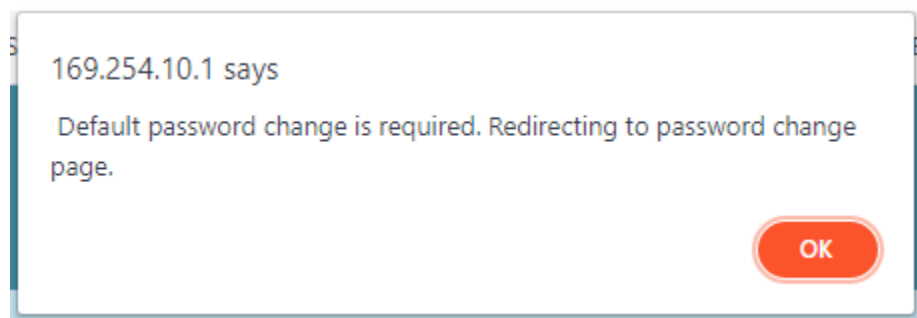 169.254.10.1 says
Default password change is required. Redirecting to password change
page.
OK